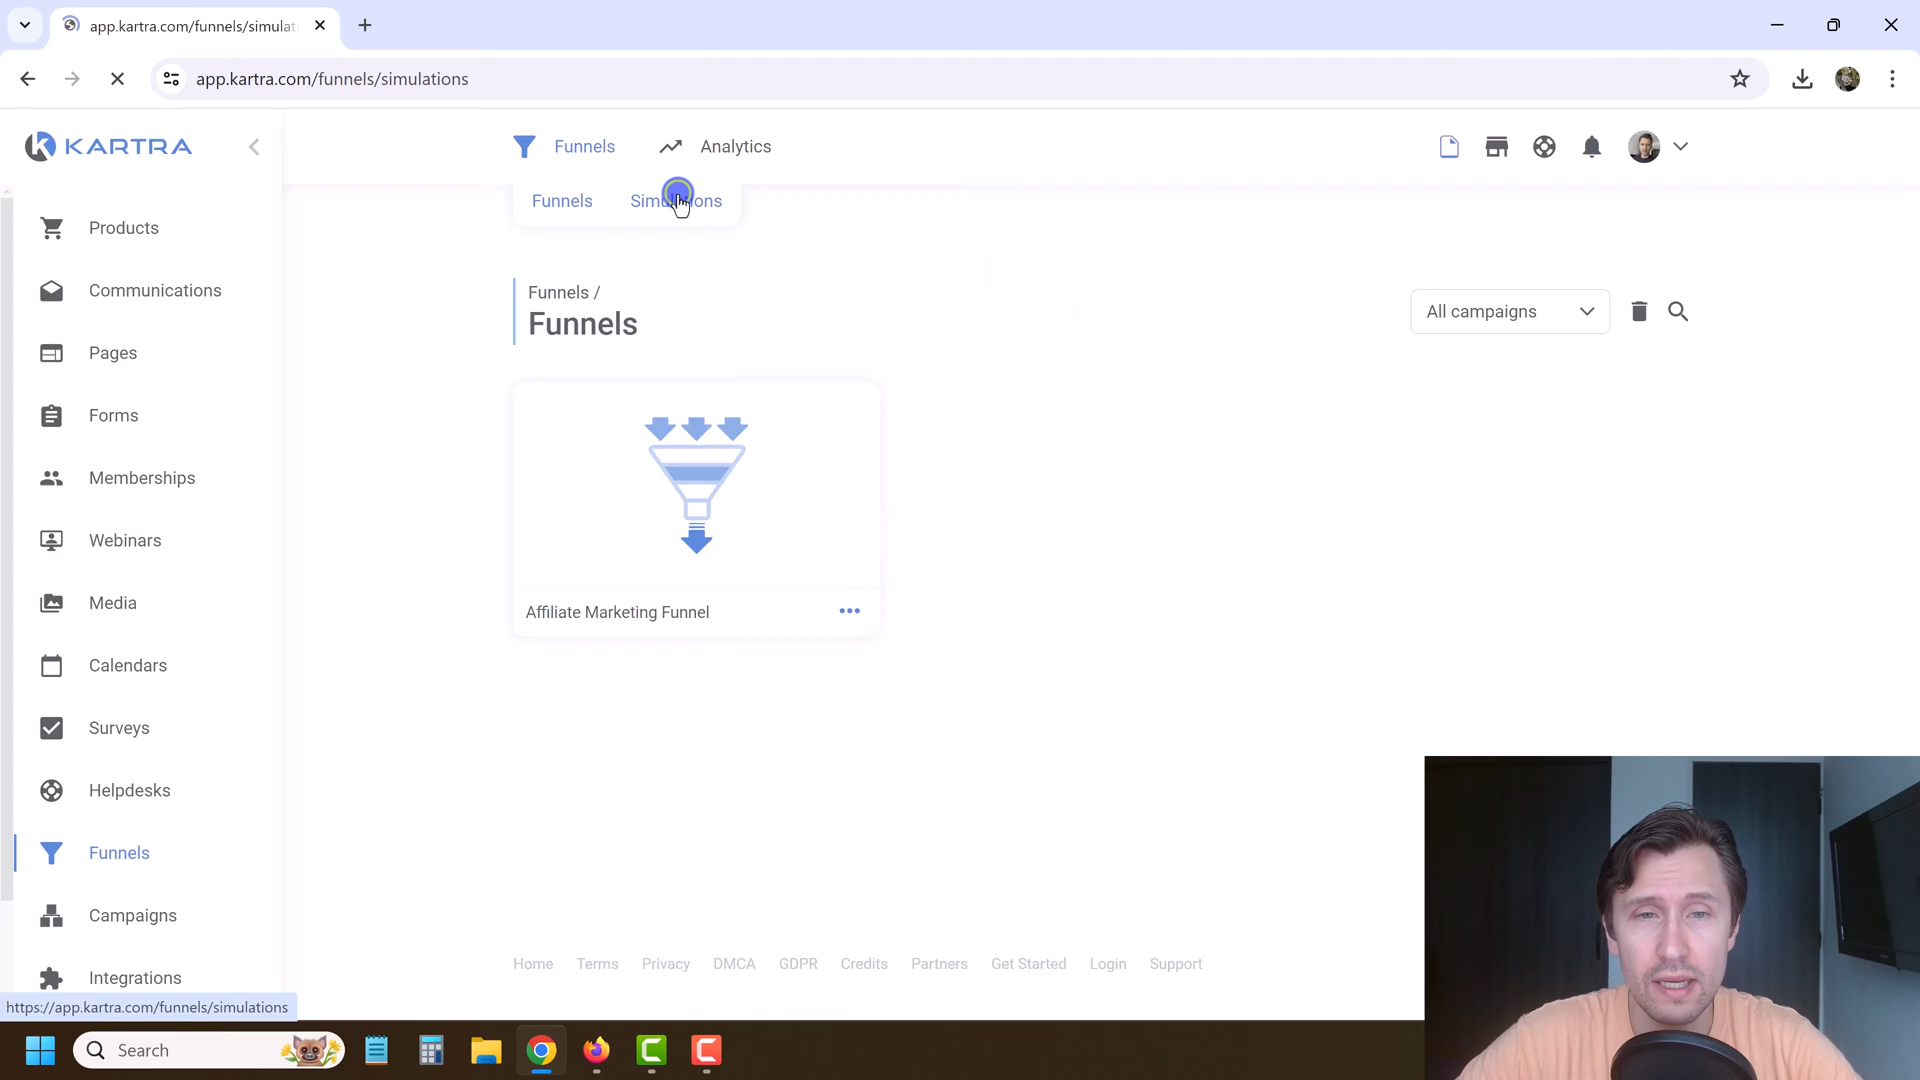 app.kartra.com/funnels/simulat
app.kartra.com/funnels/simulations
KARTRA
Funnels
Analytics
Funnels
Simulations
Products
Communications
Pages
Forms
Memberships
Webinars
Media
Calendars
Surveys
Helpdesks
Funnels
Campaigns
Integrations
Funnels /
Funnels
All campaigns
Affiliate Marketing Funnel
Home Terms Privacy DMCA GDPR Credits Partners Get Started Login Support
https://app.kartra.com/funnels/simulations
Search